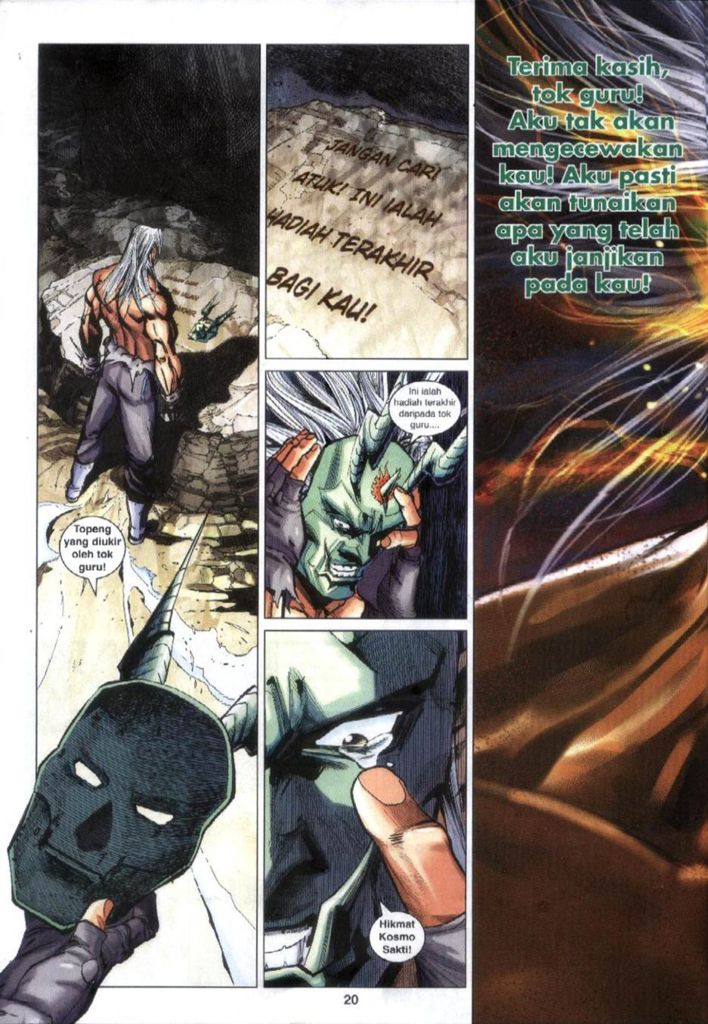 Topeng
yang diukir
oleh tok
guru!
JANGAN CARI
ATUK! INI IALAH
HADIAH TERAKHIR
BAGI KAU!
Ini ialah
hadiah terakhir
daripada tok
guru....
Hikmat
Kosmo
Sakti!
Terima kasih,
tok guru!
Aku tak akan
mengecewakan
kau! Aku pasti
akan tunaikan
apa yang telah
aku janjikan
pada kau!
20